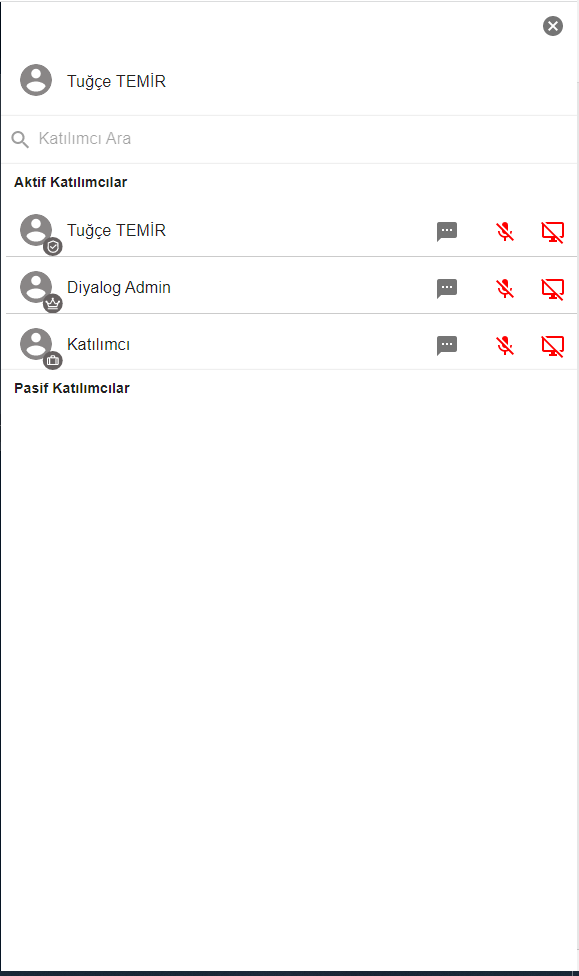 Tuğçe TEMİR
Katılımcı Ara
Aktif Katılımcılar
Tuğçe TEMİR
Diyalog Admin
Katılımcı
Pasif Katılımcılar